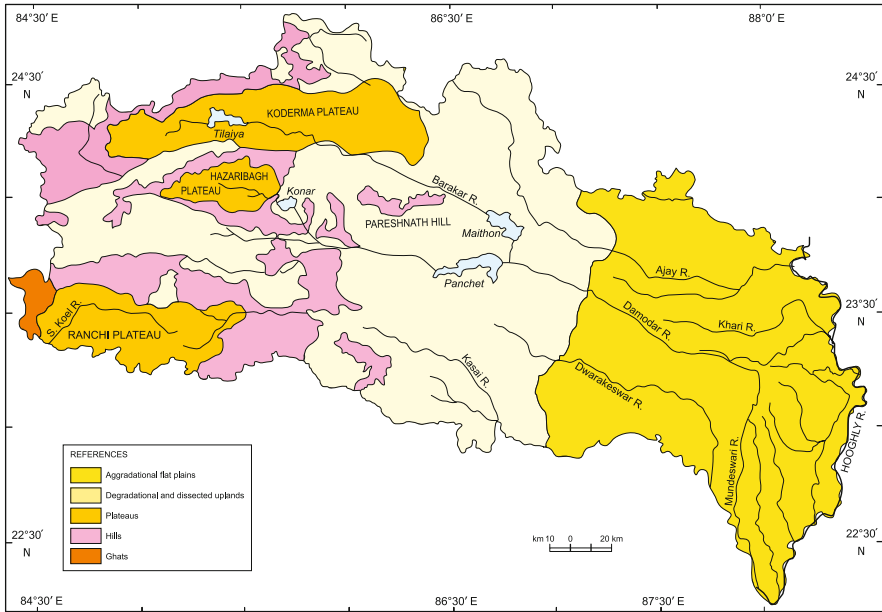 84°30′ E
86°30′ E
88°0′ E
24°30′
N
24°30′
N
KODERMA PLATEAU
Tilaiya
HAZARIBAGH
PLATEAU
Konar
Barakar R.
PARESHNATH HILL
Maithon
Panchet
Ajay R.
S. Koel R.
RANCHI PLATEAU
Damodar R.
Khari R.
23°30′
N
Kasai R.
Dwarakeswar R.
Mundeswari R.
HOOGHLY R.
REFERENCES
Aggradational flat plains
Degradational and dissected uplands
Plateaus
Hills
Ghats
22°30′
N
km 10 0 20 km
22°30′
N
84°30′ E
86°30′ E
87°30′ E